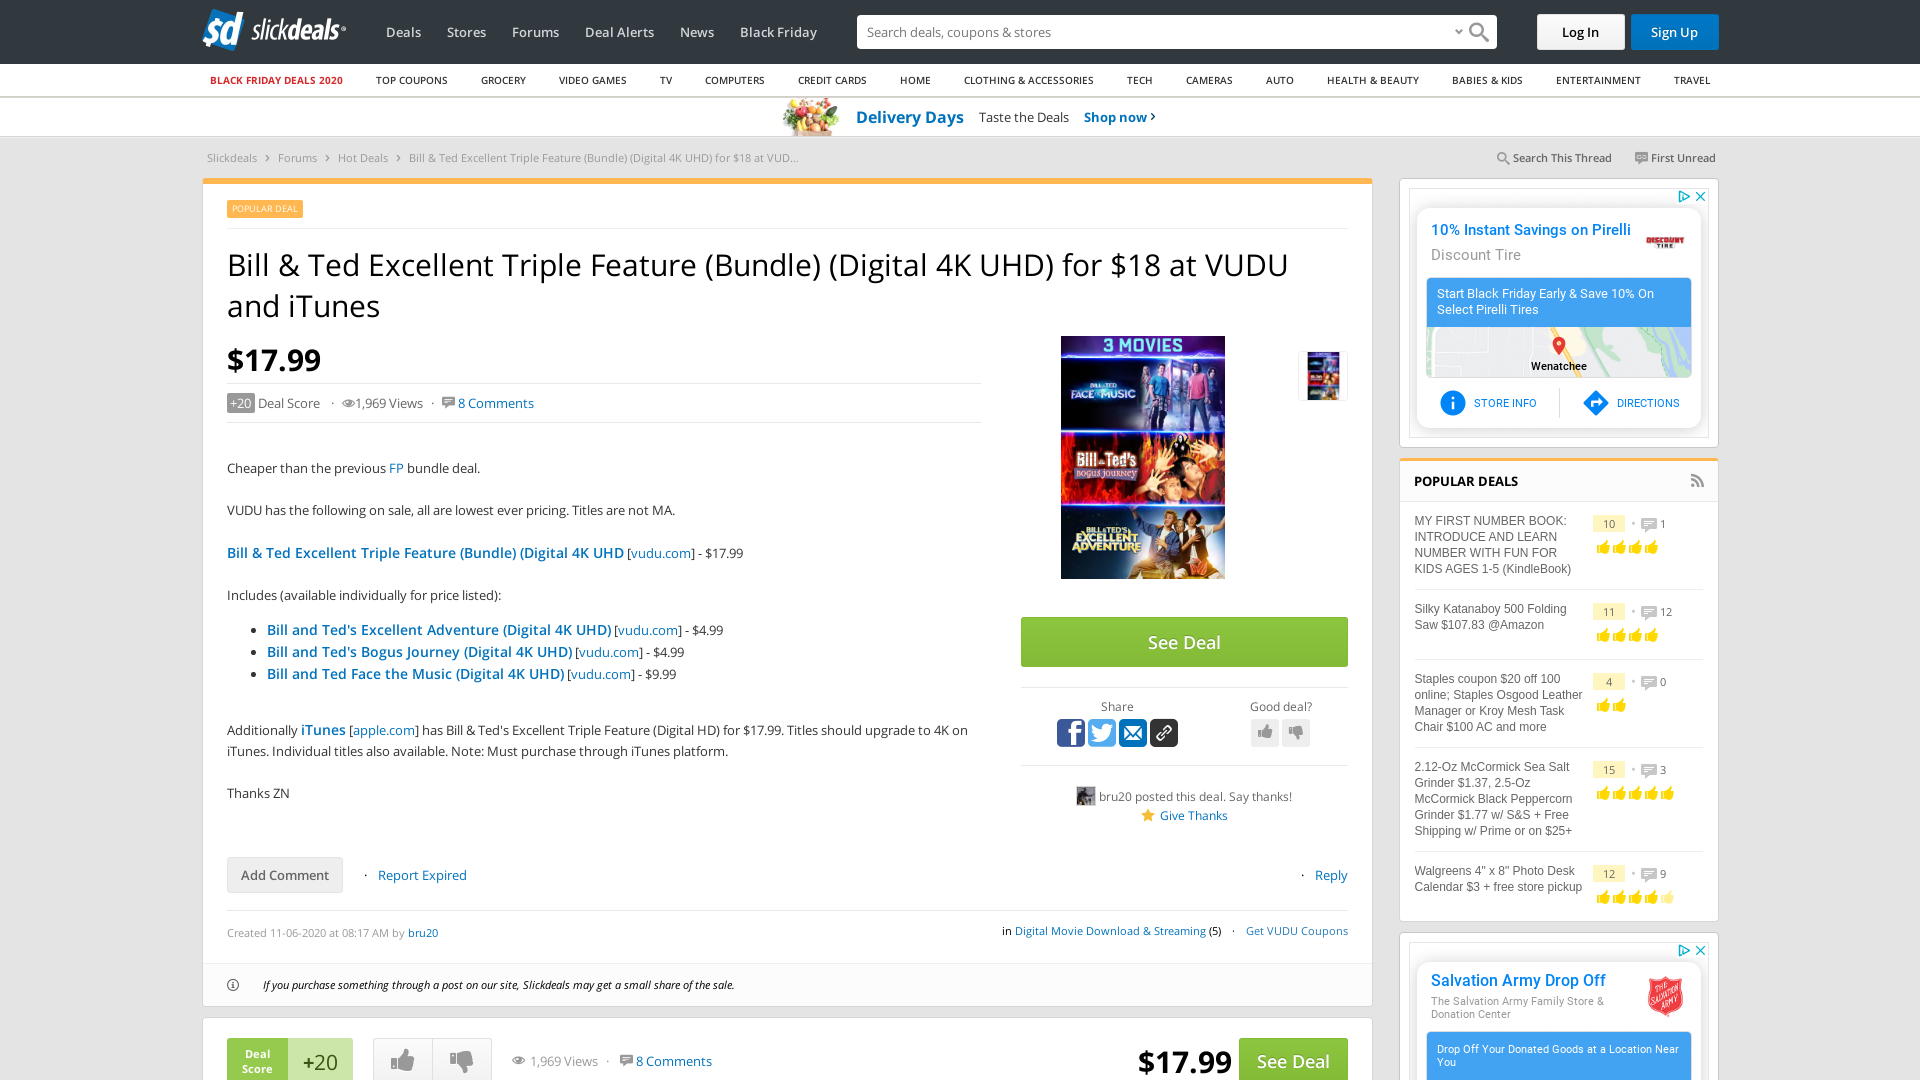 slickdeals
Deals
Stores
Forums
Deal Alerts
News
Black Friday
Search deals, coupons & stores
Log In
Sign Up
BLACK FRIDAY DEALS 2020
TOP COUPONS
GROCERY
VIDEO GAMES
TV
COMPUTERS
CREDIT CARDS
HOME
CLOTHING & ACCESSORIES
TECH
CAMERAS
AUTO
HEALTH & BEAUTY
BABIES & KIDS
ENTERTAINMENT
TRAVEL
Delivery Days Taste the Deals Shop now ›
Slickdeals › Forums › Hot Deals › Bill & Ted Excellent Triple Feature (Bundle) (Digital 4K UHD) for $18 at VUD...
Search This Thread
First Unread
POPULAR DEAL
Bill & Ted Excellent Triple Feature (Bundle) (Digital 4K UHD) for $18 at VUDU
and iTunes
$17.99
+20 Deal Score · 1,969 Views · 8 Comments
Cheaper than the previous FP bundle deal.
VUDU has the following on sale, all are lowest ever pricing. Titles are not MA.
Bill & Ted Excellent Triple Feature (Bundle) (Digital 4K UHD [vudu.com] - $17.99
Includes (available individually for price listed):
• Bill and Ted's Excellent Adventure (Digital 4K UHD) [vudu.com] - $4.99
• Bill and Ted's Bogus Journey (Digital 4K UHD) [vudu.com] - $4.99
• Bill and Ted Face the Music (Digital 4K UHD) [vudu.com] - $9.99
Additionally iTunes [apple.com] has Bill & Ted's Excellent Triple Feature (Digital HD) for $17.99. Titles should upgrade to 4K on
iTunes. Individual titles also available. Note: Must purchase through iTunes platform.
Thanks ZN
3 MOVIES
BILL & TED
FACE THE MUSIC
Bill & Ted's
BOGUS JOURNEY
BILL & TED'S
EXCELLENT
ADVENTURE
See Deal
Share
Good deal?
bru20 posted this deal. Say thanks!
Give Thanks
Add Comment
· Report Expired
· Reply
Created 11-06-2020 at 08:17 AM by bru20
in Digital Movie Download & Streaming (5) · Get VUDU Coupons
If you purchase something through a post on our site, Slickdeals may get a small share of the sale.
Deal
Score
+20
1,969 Views · 8 Comments
$17.99
See Deal
10% Instant Savings on Pirelli
Discount Tire
DISCOUNT
TIRE
Start Black Friday Early & Save 10% On
Select Pirelli Tires
Wenatchee
STORE INFO
DIRECTIONS
POPULAR DEALS
MY FIRST NUMBER BOOK:
INTRODUCE AND LEARN
NUMBER WITH FUN FOR
KIDS AGES 1-5 (KindleBook)
10 • 1
Silky Katanaboy 500 Folding
Saw $107.83 @Amazon
11 • 12
Staples coupon $20 off 100
online; Staples Osgood Leather
Manager or Kroy Mesh Task
Chair $100 AC and more
4 • 0
2.12-Oz McCormick Sea Salt
Grinder $1.37, 2.5-Oz
McCormick Black Peppercorn
Grinder $1.77 w/ S&S + Free
Shipping w/ Prime or on $25+
15 • 3
Walgreens 4" x 8" Photo Desk
Calendar $3 + free store pickup
12 • 9
Salvation Army Drop Off
The Salvation Army Family Store &
Donation Center
THE
SALVATION
ARMY
Drop Off Your Donated Goods at a Location Near
You